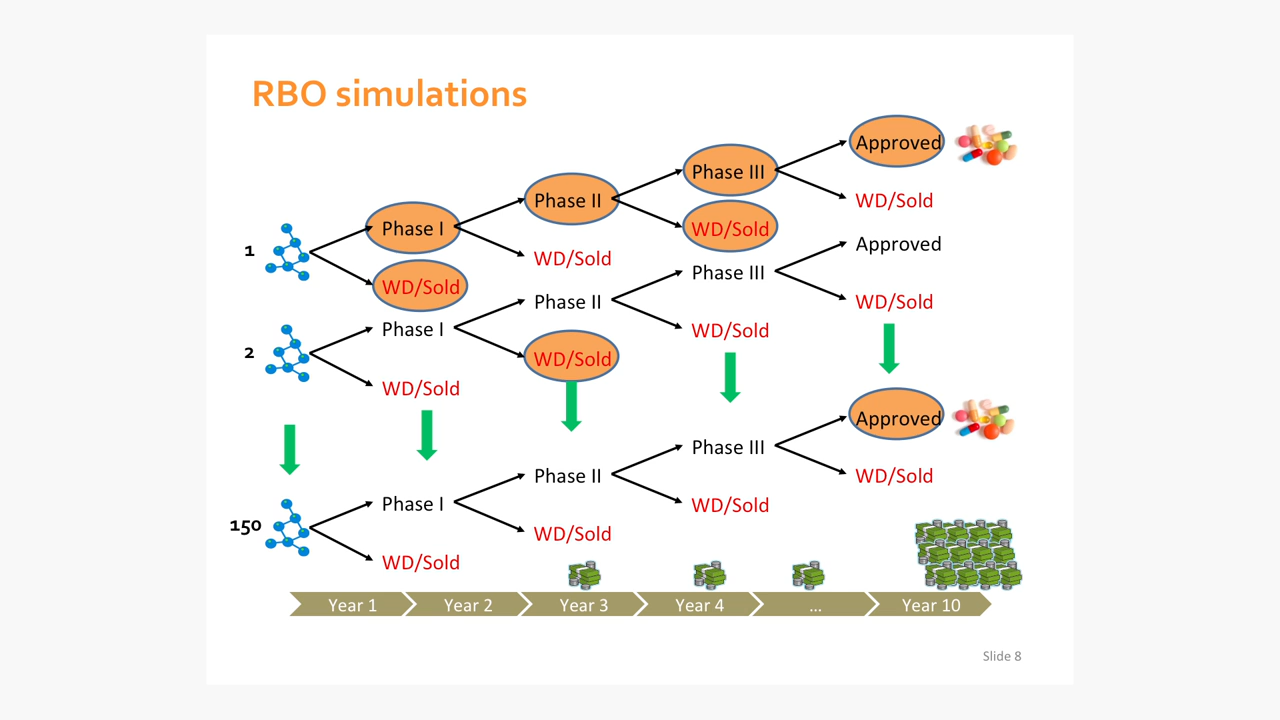 RBO simulations
Approved
Phase III
WD/Sold
Phase II
WD/Sold
Phase I
WD/Sold
1
WD/Sold
Approved
Phase III
WD/Sold
Phase II
WD/Sold
Phase I
2
WD/Sold
WD/Sold
Approved
Phase III
WD/Sold
Phase II
WD/Sold
Phase I
150
WD/Sold
WD/Sold
Year 1 Year 2 Year 3 Year 4 ... Year 10
Slide 8